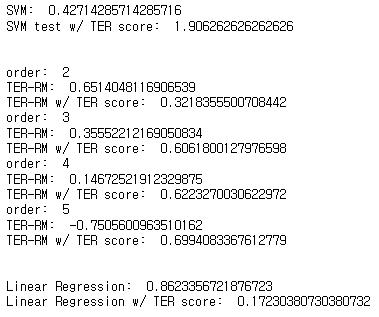 SVM:  0.42714285714285716
SVM test w/ TER score:  1.906262626262626
order:  2
TER-RM:  0.6514048116906539
TER-RM w/ TER score:  0.3218355500708442
order:  3
TER-RM:  0.35552212169050834
TER-RM w/ TER score:  0.6061800127976598
order:  4
TER-RM:  0.14672521912329875
TER-RM w/ TER score:  0.6223270030622972
order:  5
TER-RM:  -0.7505600963510162
TER-RM w/ TER score:  0.6994083367612779
Linear Regression:  0.8623356721876723
Linear Regression w/ TER score:  0.17230380730380732